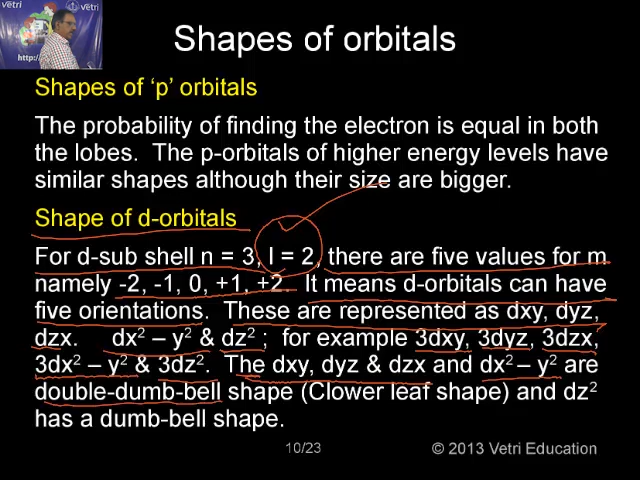 vetri
http://
Shapes of orbitals
Shapes of ‘p’ orbitals
The probability of finding the electron is equal in both
the lobes. The p-orbitals of higher energy levels have
similar shapes although their size are bigger.
Shape of d-orbitals
For d-sub shell n = 3, l = 2, there are five values for m
namely -2, -1, 0, +1, +2. It means d-orbitals can have
five orientations. These are represented as dxy, dyz,
dzx. dx² – y² & dz² ; for example 3dxy, 3dyz, 3dzx,
3dx² – y² & 3dz². The dxy, dyz & dzx and dx² – y² are
double-dumb-bell shape (Clower leaf shape) and dz²
has a dumb-bell shape.
10/23
© 2013 Vetri Education